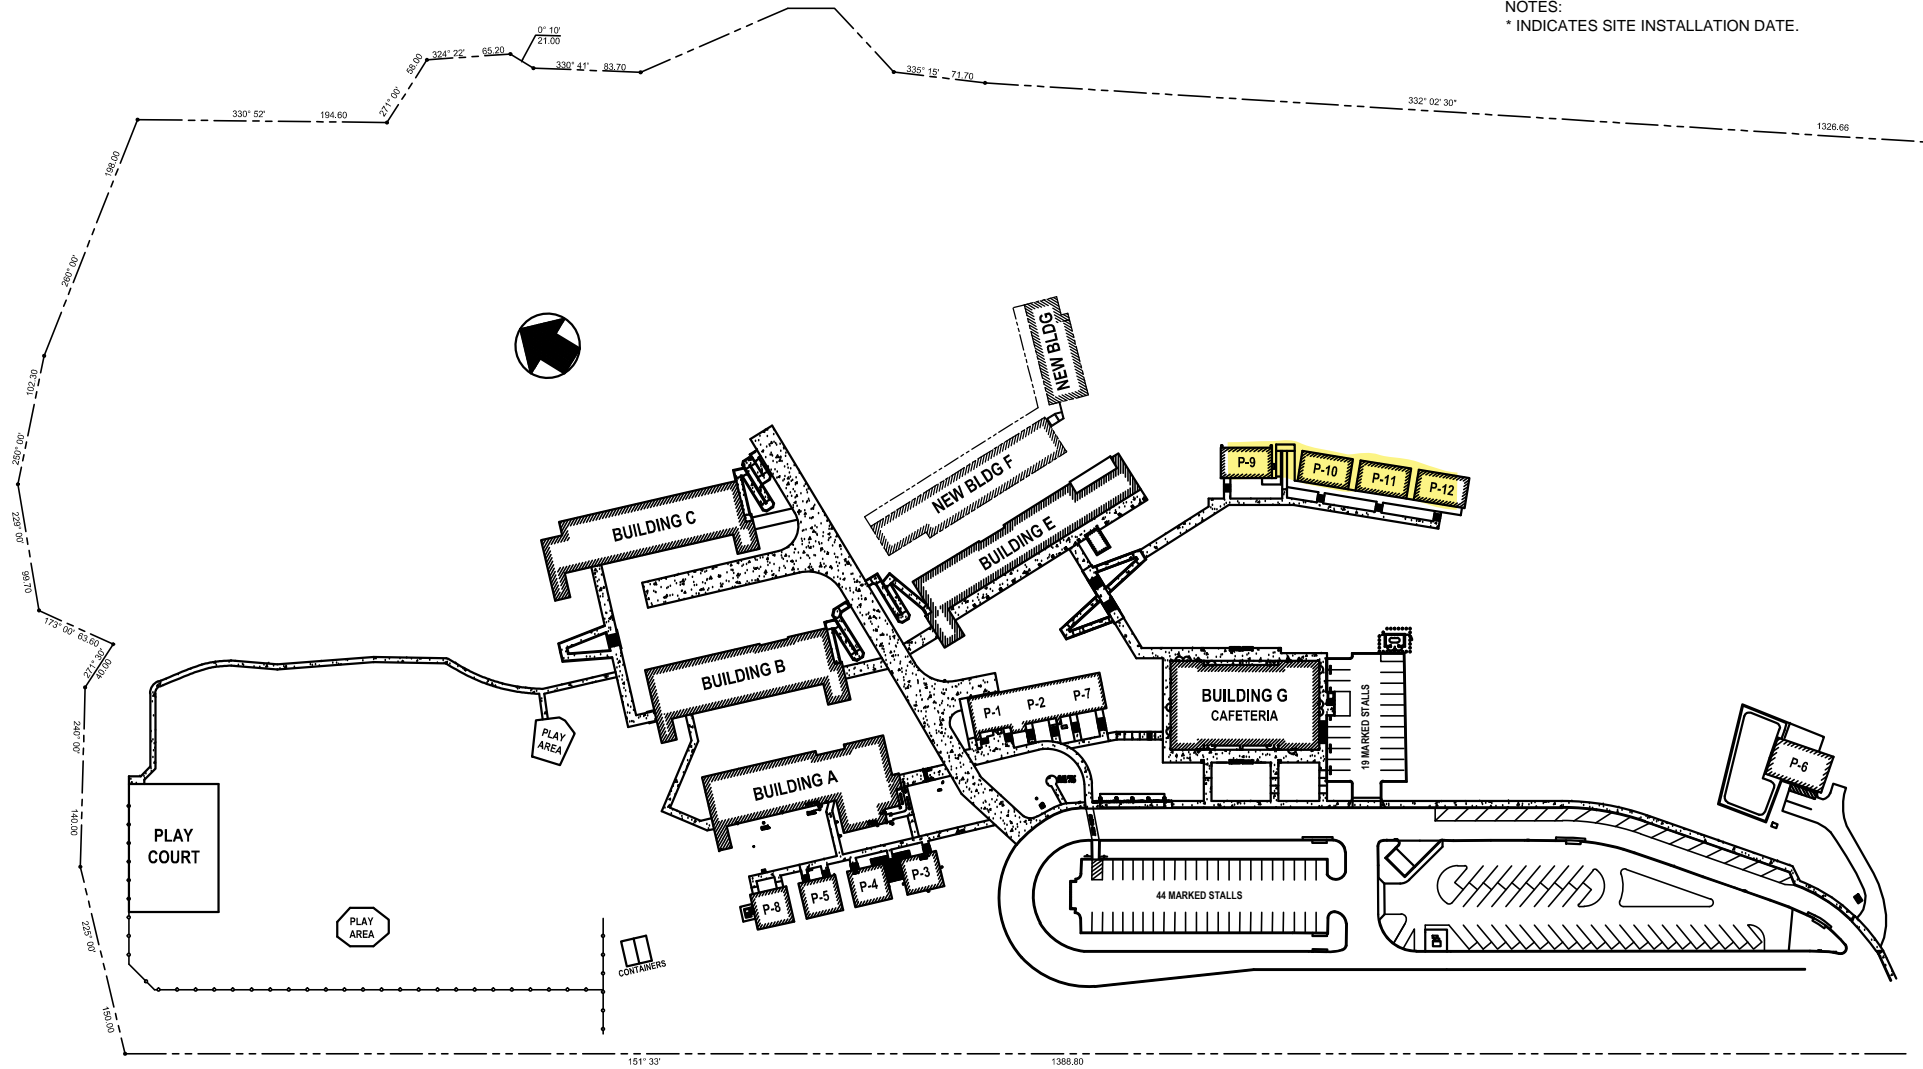 NOTES:
* INDICATES SITE INSTALLATION DATE.
0° 10'
21.00
324° 22'
65.20
58.00
271° 00'
330° 41'
83.70
335° 15'
71.70
332° 02' 30"
1326.66
330° 52'
194.60
198.00
260° 00'
102.30
250° 00'
229° 00'
99.70
173° 00'
63.60
271° 30'
40.00
240° 00'
140.00
225° 00'
150.00
151° 33'
1388.80
NEW BLDG
NEW BLDG F
BUILDING E
BUILDING C
BUILDING B
BUILDING A
P-9
P-10
P-11
P-12
P-1
P-2
P-7
BUILDING G
CAFETERIA
19 MARKED STALLS
P-6
PLAY
AREA
PLAY
COURT
PLAY
AREA
P-8
P-5
P-4
P-3
CONTAINERS
44 MARKED STALLS